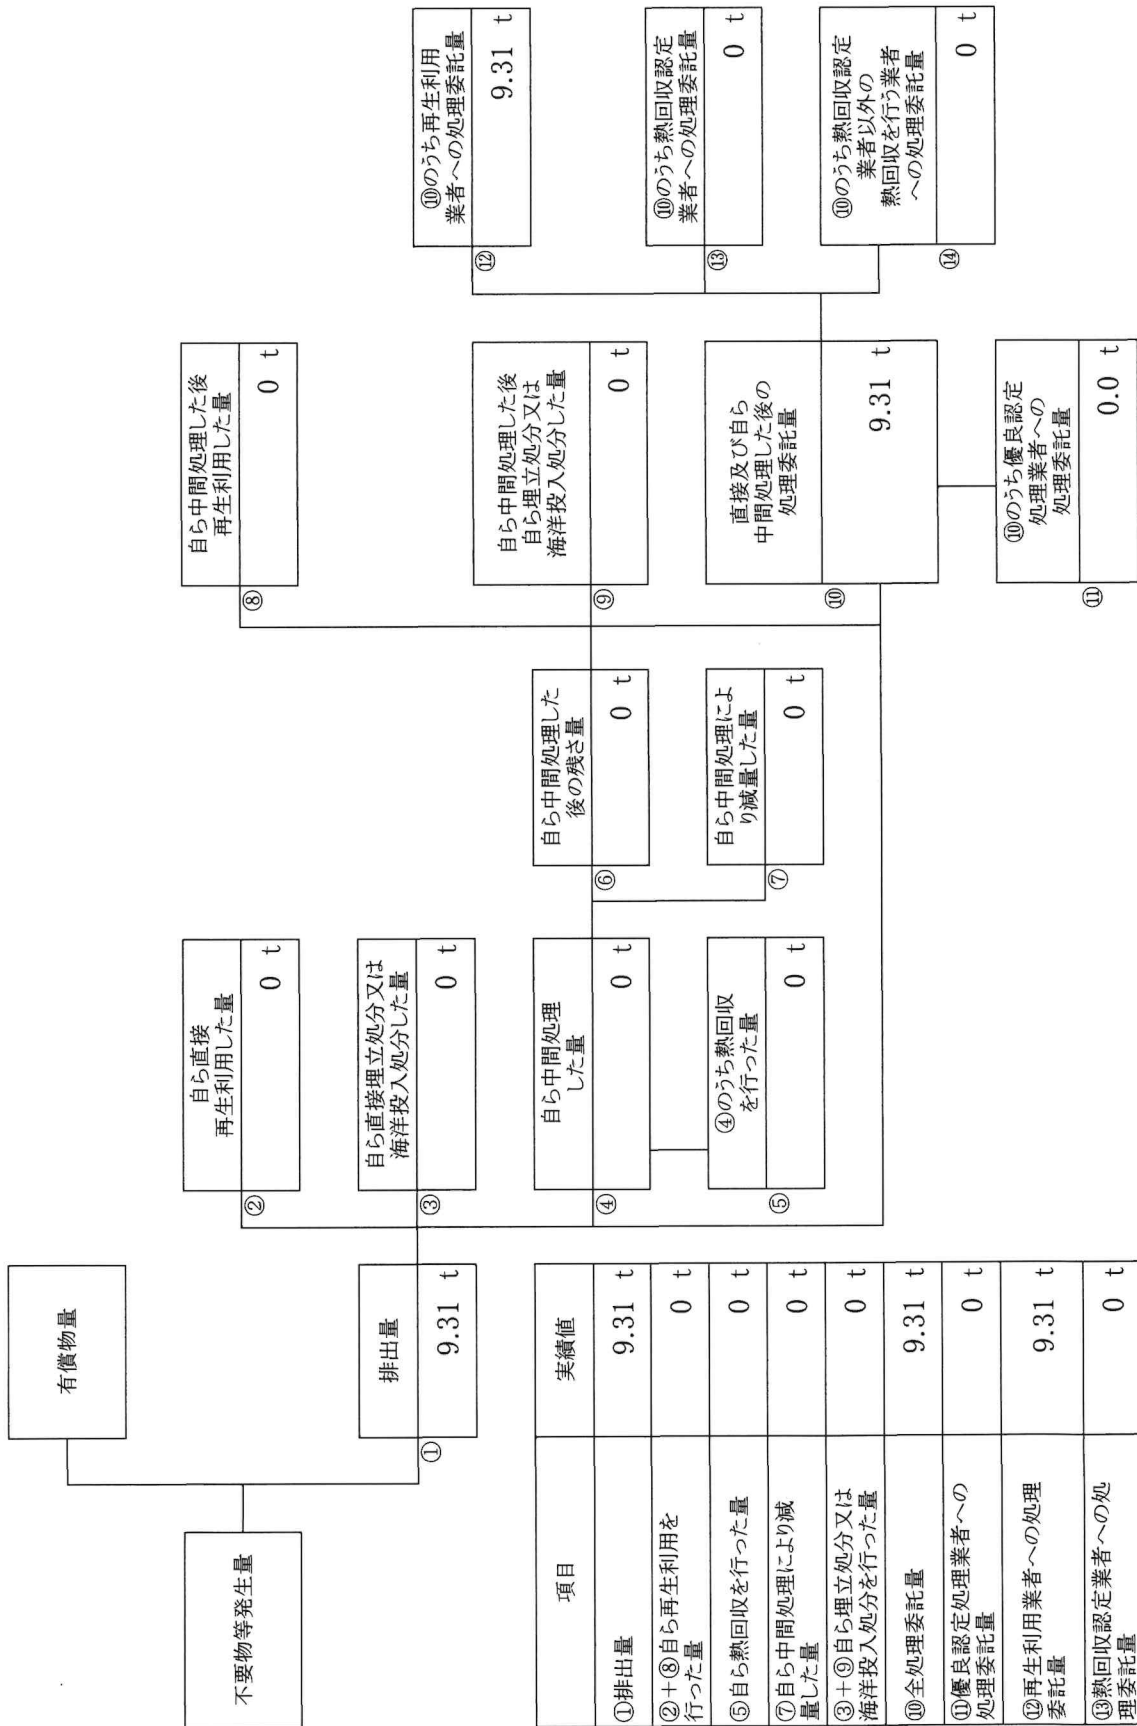 不要物等発生量
有償物量
排出量
①
9.31 t
自ら直接
再生利用した量
②
0 t
自ら直接埋立処分又は
海洋投入処分した量
③
0 t
自ら中間処理
した量
④
0 t
④のうち熱回収
を行った量
⑤
0 t
自ら中間処理した
後の残さ量
⑥
0 t
自ら中間処理によ
り減量した量
⑦
0 t
自ら中間処理した後
再生利用した量
⑧
0 t
自ら中間処理した後
自ら埋立処分又は
海洋投入処分した量
⑨
0 t
直接及び自ら
中間処理した後の
処理委託量
⑩
9.31 t
⑩のうち優良認定
処理業者への
処理委託量
⑪
0.0 t
⑩のうち再生利用
業者への処理委託量
⑫
9.31 t
⑩のうち熱回収認定
業者への処理委託量
⑬
0 t
⑩のうち熱回収認定
業者以外の
熱回収を行う業者
への処理委託量
⑭
0 t
項目 実績値
①排出量 9.31 t
②+⑧自ら再生利用を
行った量 0 t
⑤自ら熱回収を行った量 0 t
⑦自ら中間処理により減
量した量 0 t
③+⑨自ら埋立処分又は
海洋投入処分を行った量 0 t
⑩全処理委託量 9.31 t
⑪優良認定処理業者への
処理委託量 0 t
⑫再生利用業者への処理
委託量 9.31 t
⑬熱回収認定業者への処
理委託量 0 t